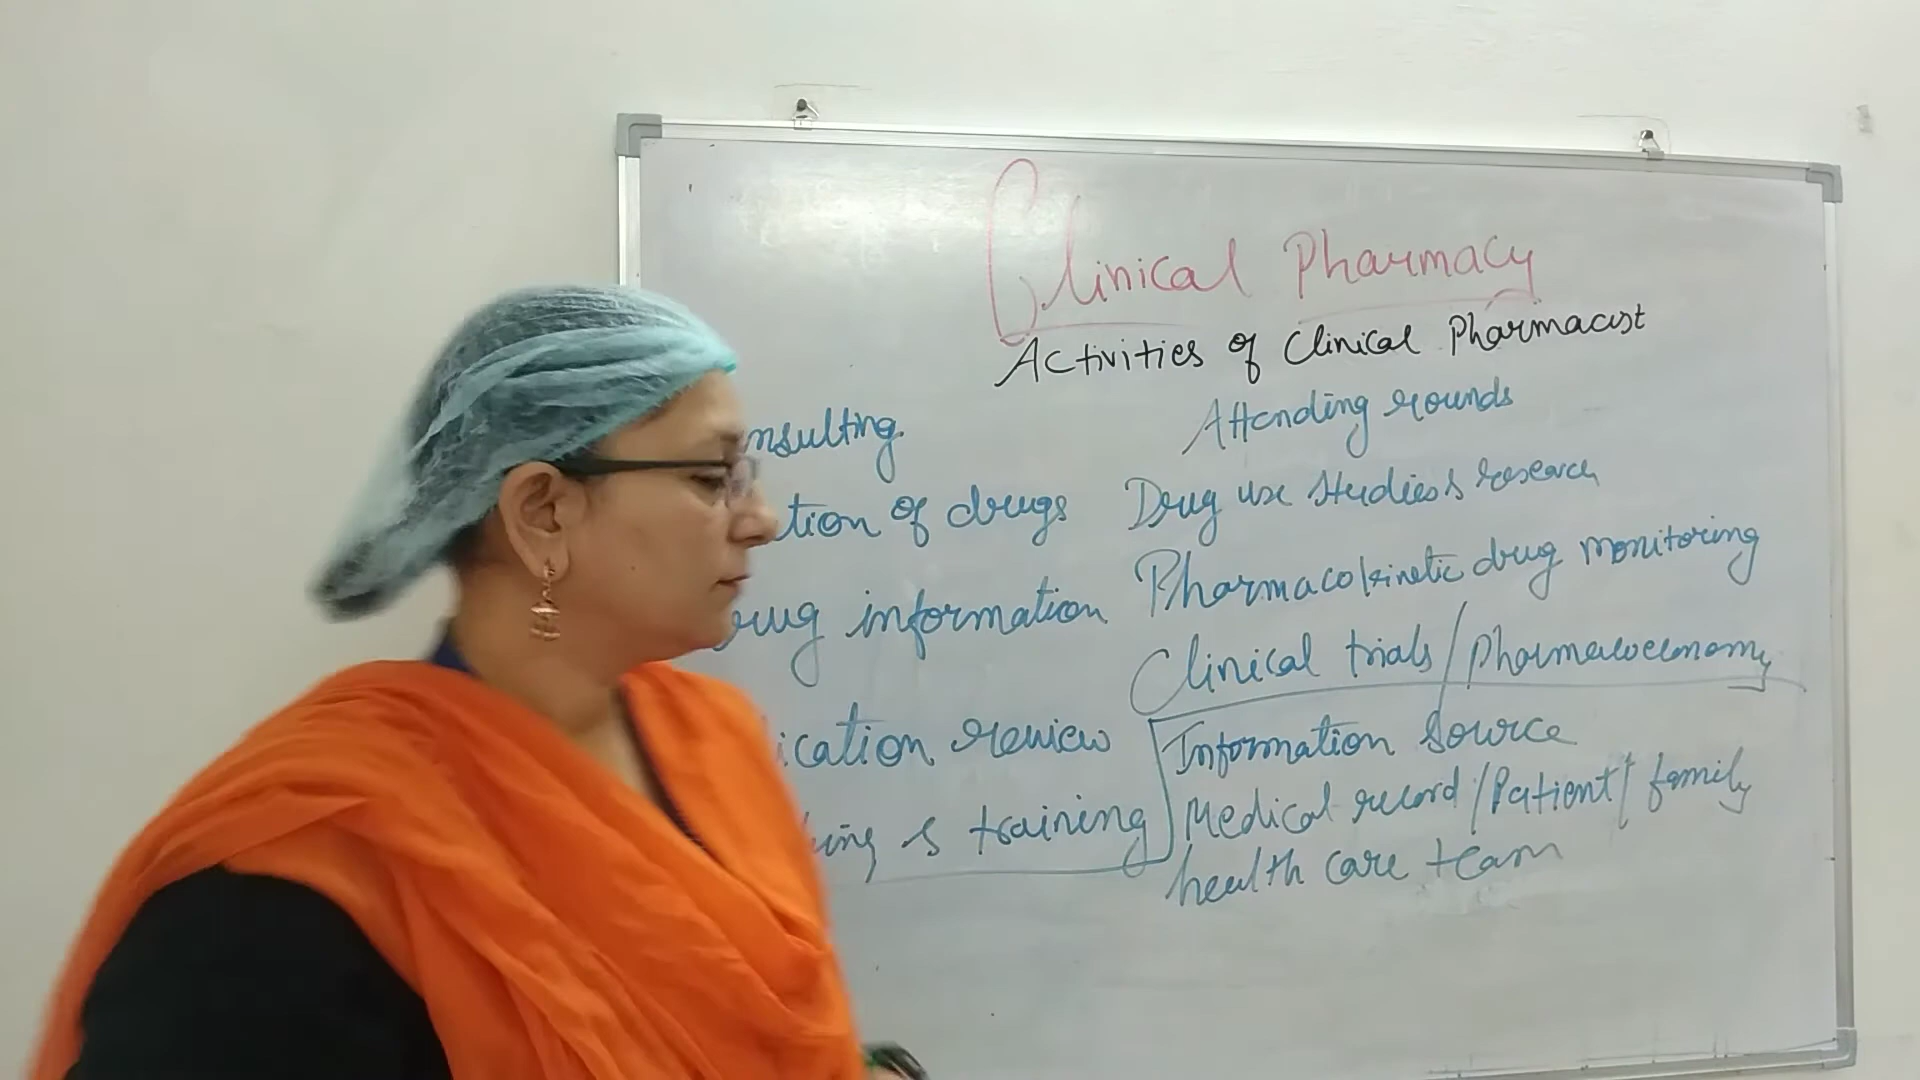 Clinical Pharmacy
Activities of Clinical Pharmacist
nsulting
tion of drugs
rug information
ication review
hing & training
Attending rounds
Drug use studies & research
Pharmacokinetic drug monitoring
Clinical trials / Pharmacoeconomy
Information source
Medical record / Patient / family
health care team